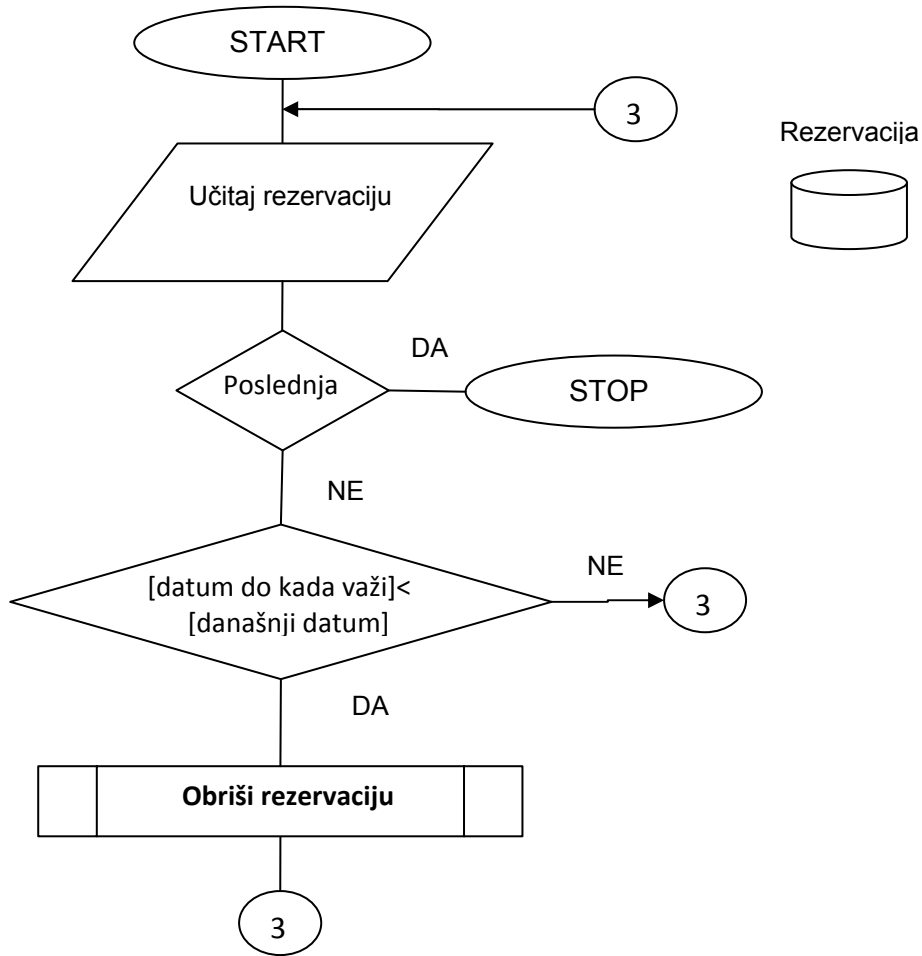 START
3
Rezervacija
Učitaj rezervaciju
DA
Poslednja
STOP
NE
[datum do kada važi]<
[današnji datum]
NE
3
DA
Obriši rezervaciju
3